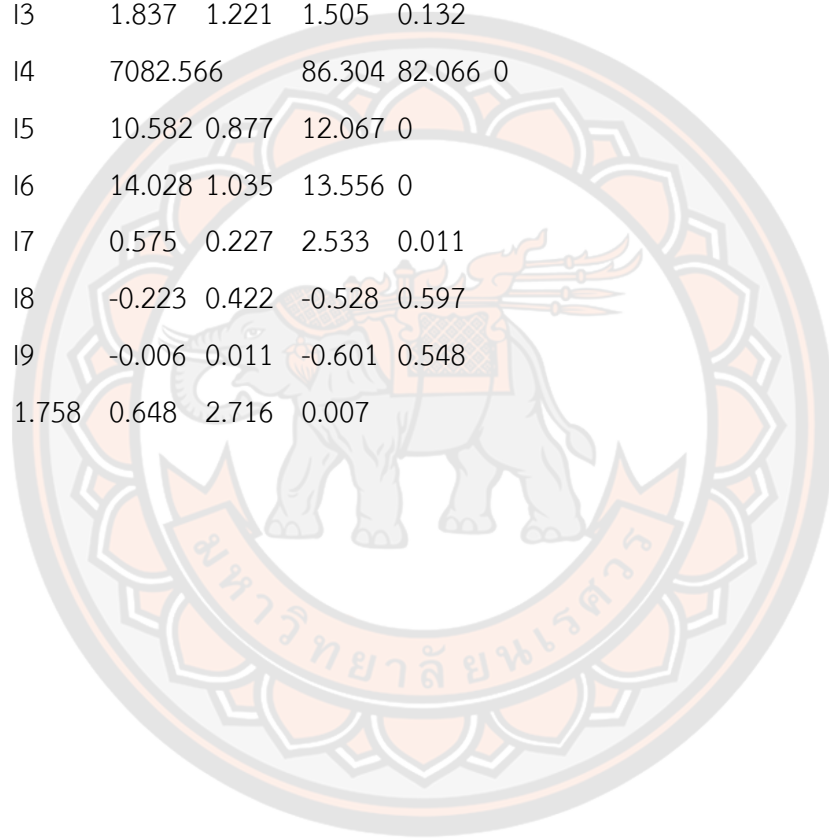 I3 1.837 1.221 1.505 0.132
I4 7082.566 86.304 82.066 0
I5 10.582 0.877 12.067 0
I6 14.028 1.035 13.556 0
I7 0.575 0.227 2.533 0.011
I8 -0.223 0.422 -0.528 0.597
I9 -0.006 0.011 -0.601 0.548
1.758 0.648 2.716 0.007
มหาวิทยาลัยนเรศวร